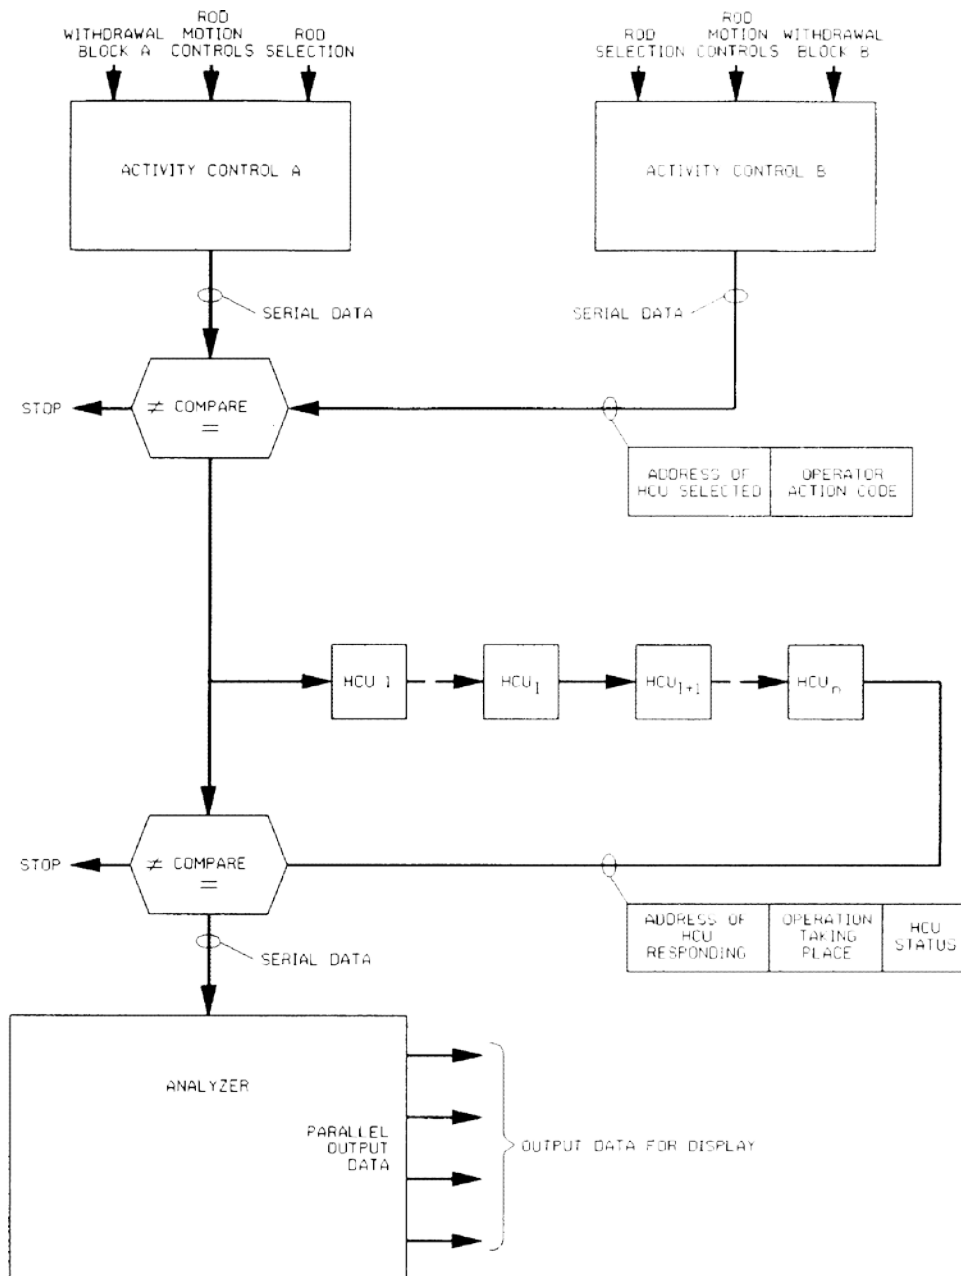 WITHDRAWAL
BLOCK A
ROD
MOTION
CONTROLS
ROD
SELECTION
ROD
SELECTION
ROD
MOTION
CONTROLS
WITHDRAWAL
BLOCK B
ACTIVITY CONTROL A
ACTIVITY CONTROL B
SERIAL DATA
SERIAL DATA
STOP
≠ COMPARE
=
ADDRESS OF
HCU SELECTED
OPERATOR
ACTION CODE
HCU 1
HCU I
HCU I+1
HCU n
STOP
≠ COMPARE
=
ADDRESS OF
HCU
RESPONDING
OPERATION
TAKING
PLACE
HCU
STATUS
SERIAL DATA
ANALYZER
PARALLEL
OUTPUT
DATA
OUTPUT DATA FOR DISPLAY